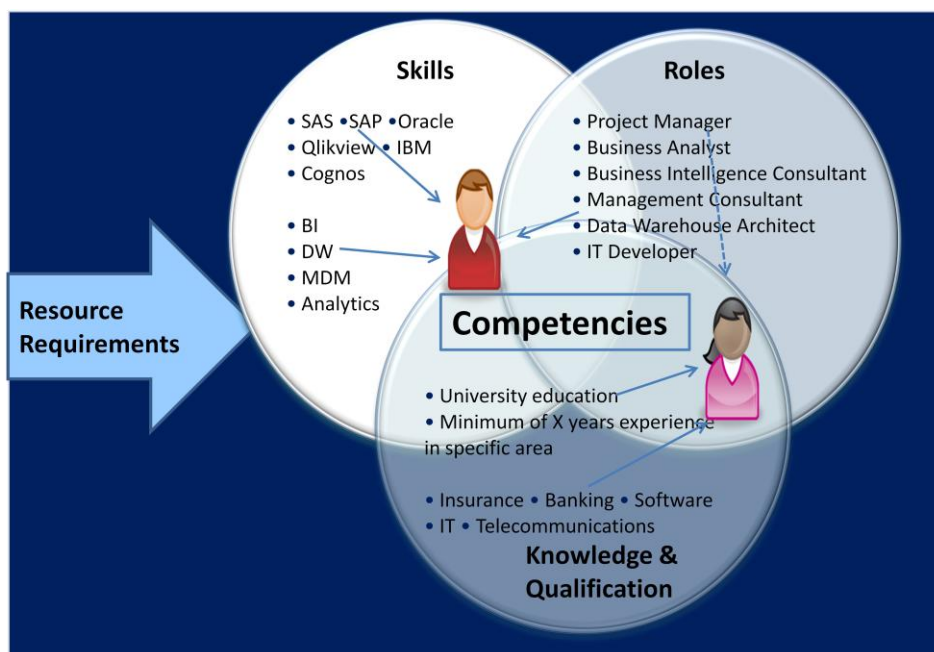 Skills
• SAS •SAP •Oracle
• Qlikview • IBM
• Cognos
• BI
• DW
• MDM
• Analytics
Roles
• Project Manager
• Business Analyst
• Business Intelligence Consultant
• Management Consultant
• Data Warehouse Architect
• IT Developer
Resource
Requirements
Competencies
• University education
• Minimum of X years experience
in specific area
• Insurance • Banking • Software
• IT • Telecommunications
Knowledge &
Qualification